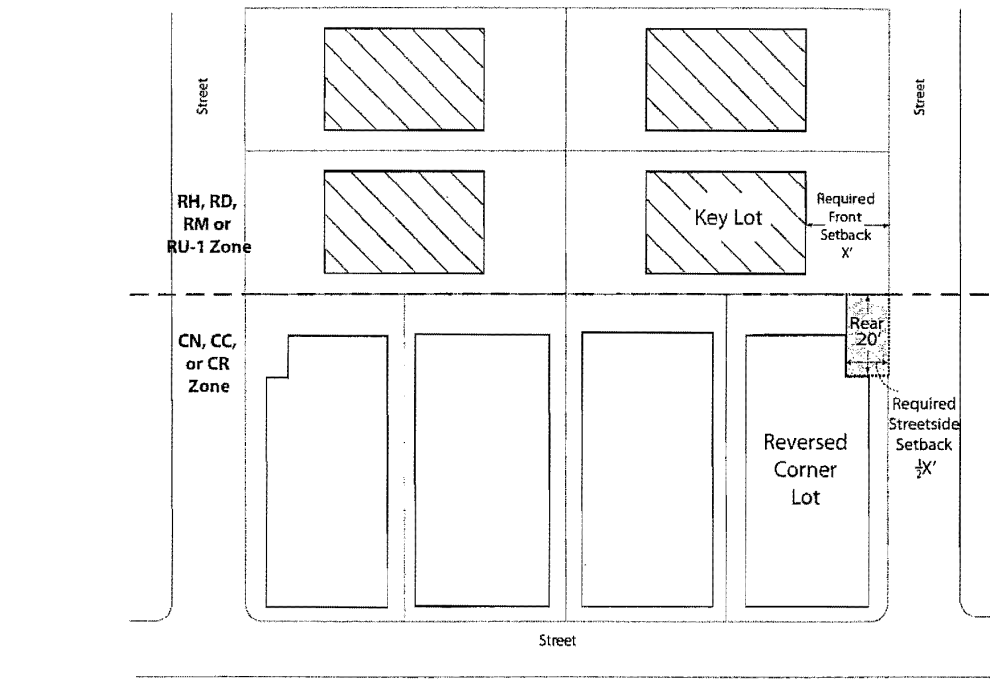 Street
Street
RH, RD,
RM or
RU-1 Zone
Key Lot
Required
Front
Setback
X'
CN, CC,
or CR
Zone
Rear
20'
Required
Streetside
Setback
½X'
Reversed
Corner
Lot
Street